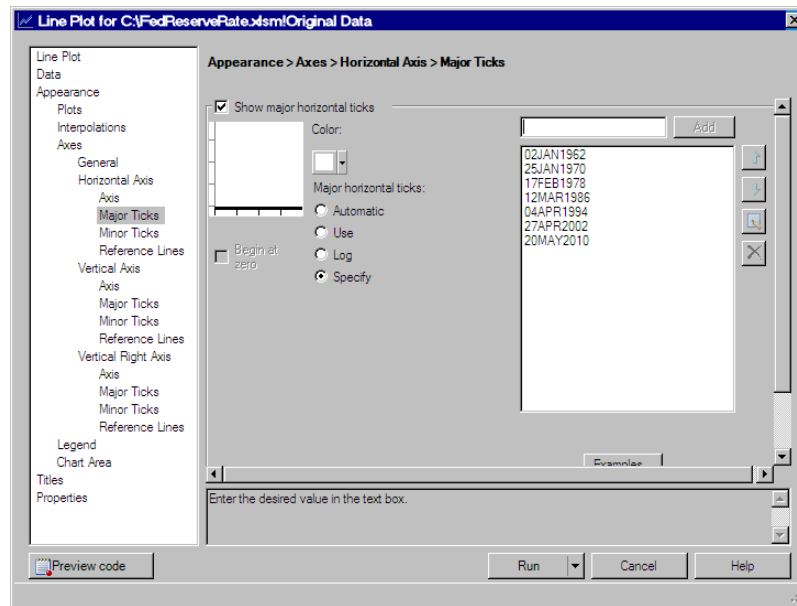 Line Plot for C:\FedReserveRate.xlsm!Original Data
Line Plot
Data
Appearance
Plots
Interpolations
Axes
General
Horizontal Axis
Axis
Major Ticks
Minor Ticks
Reference Lines
Vertical Axis
Axis
Major Ticks
Minor Ticks
Reference Lines
Vertical Right Axis
Axis
Major Ticks
Minor Ticks
Reference Lines
Legend
Chart Area
Titles
Properties
Appearance > Axes > Horizontal Axis > Major Ticks
Show major horizontal ticks
Color:
Major horizontal ticks:
Automatic
Use
Log
Specify
Begin at
zero
Add
02JAN1962
25JAN1970
17FEB1978
12MAR1986
04APR1994
27APR2002
20MAY2010
Examples
Enter the desired value in the text box.
Preview code
Run
Cancel
Help